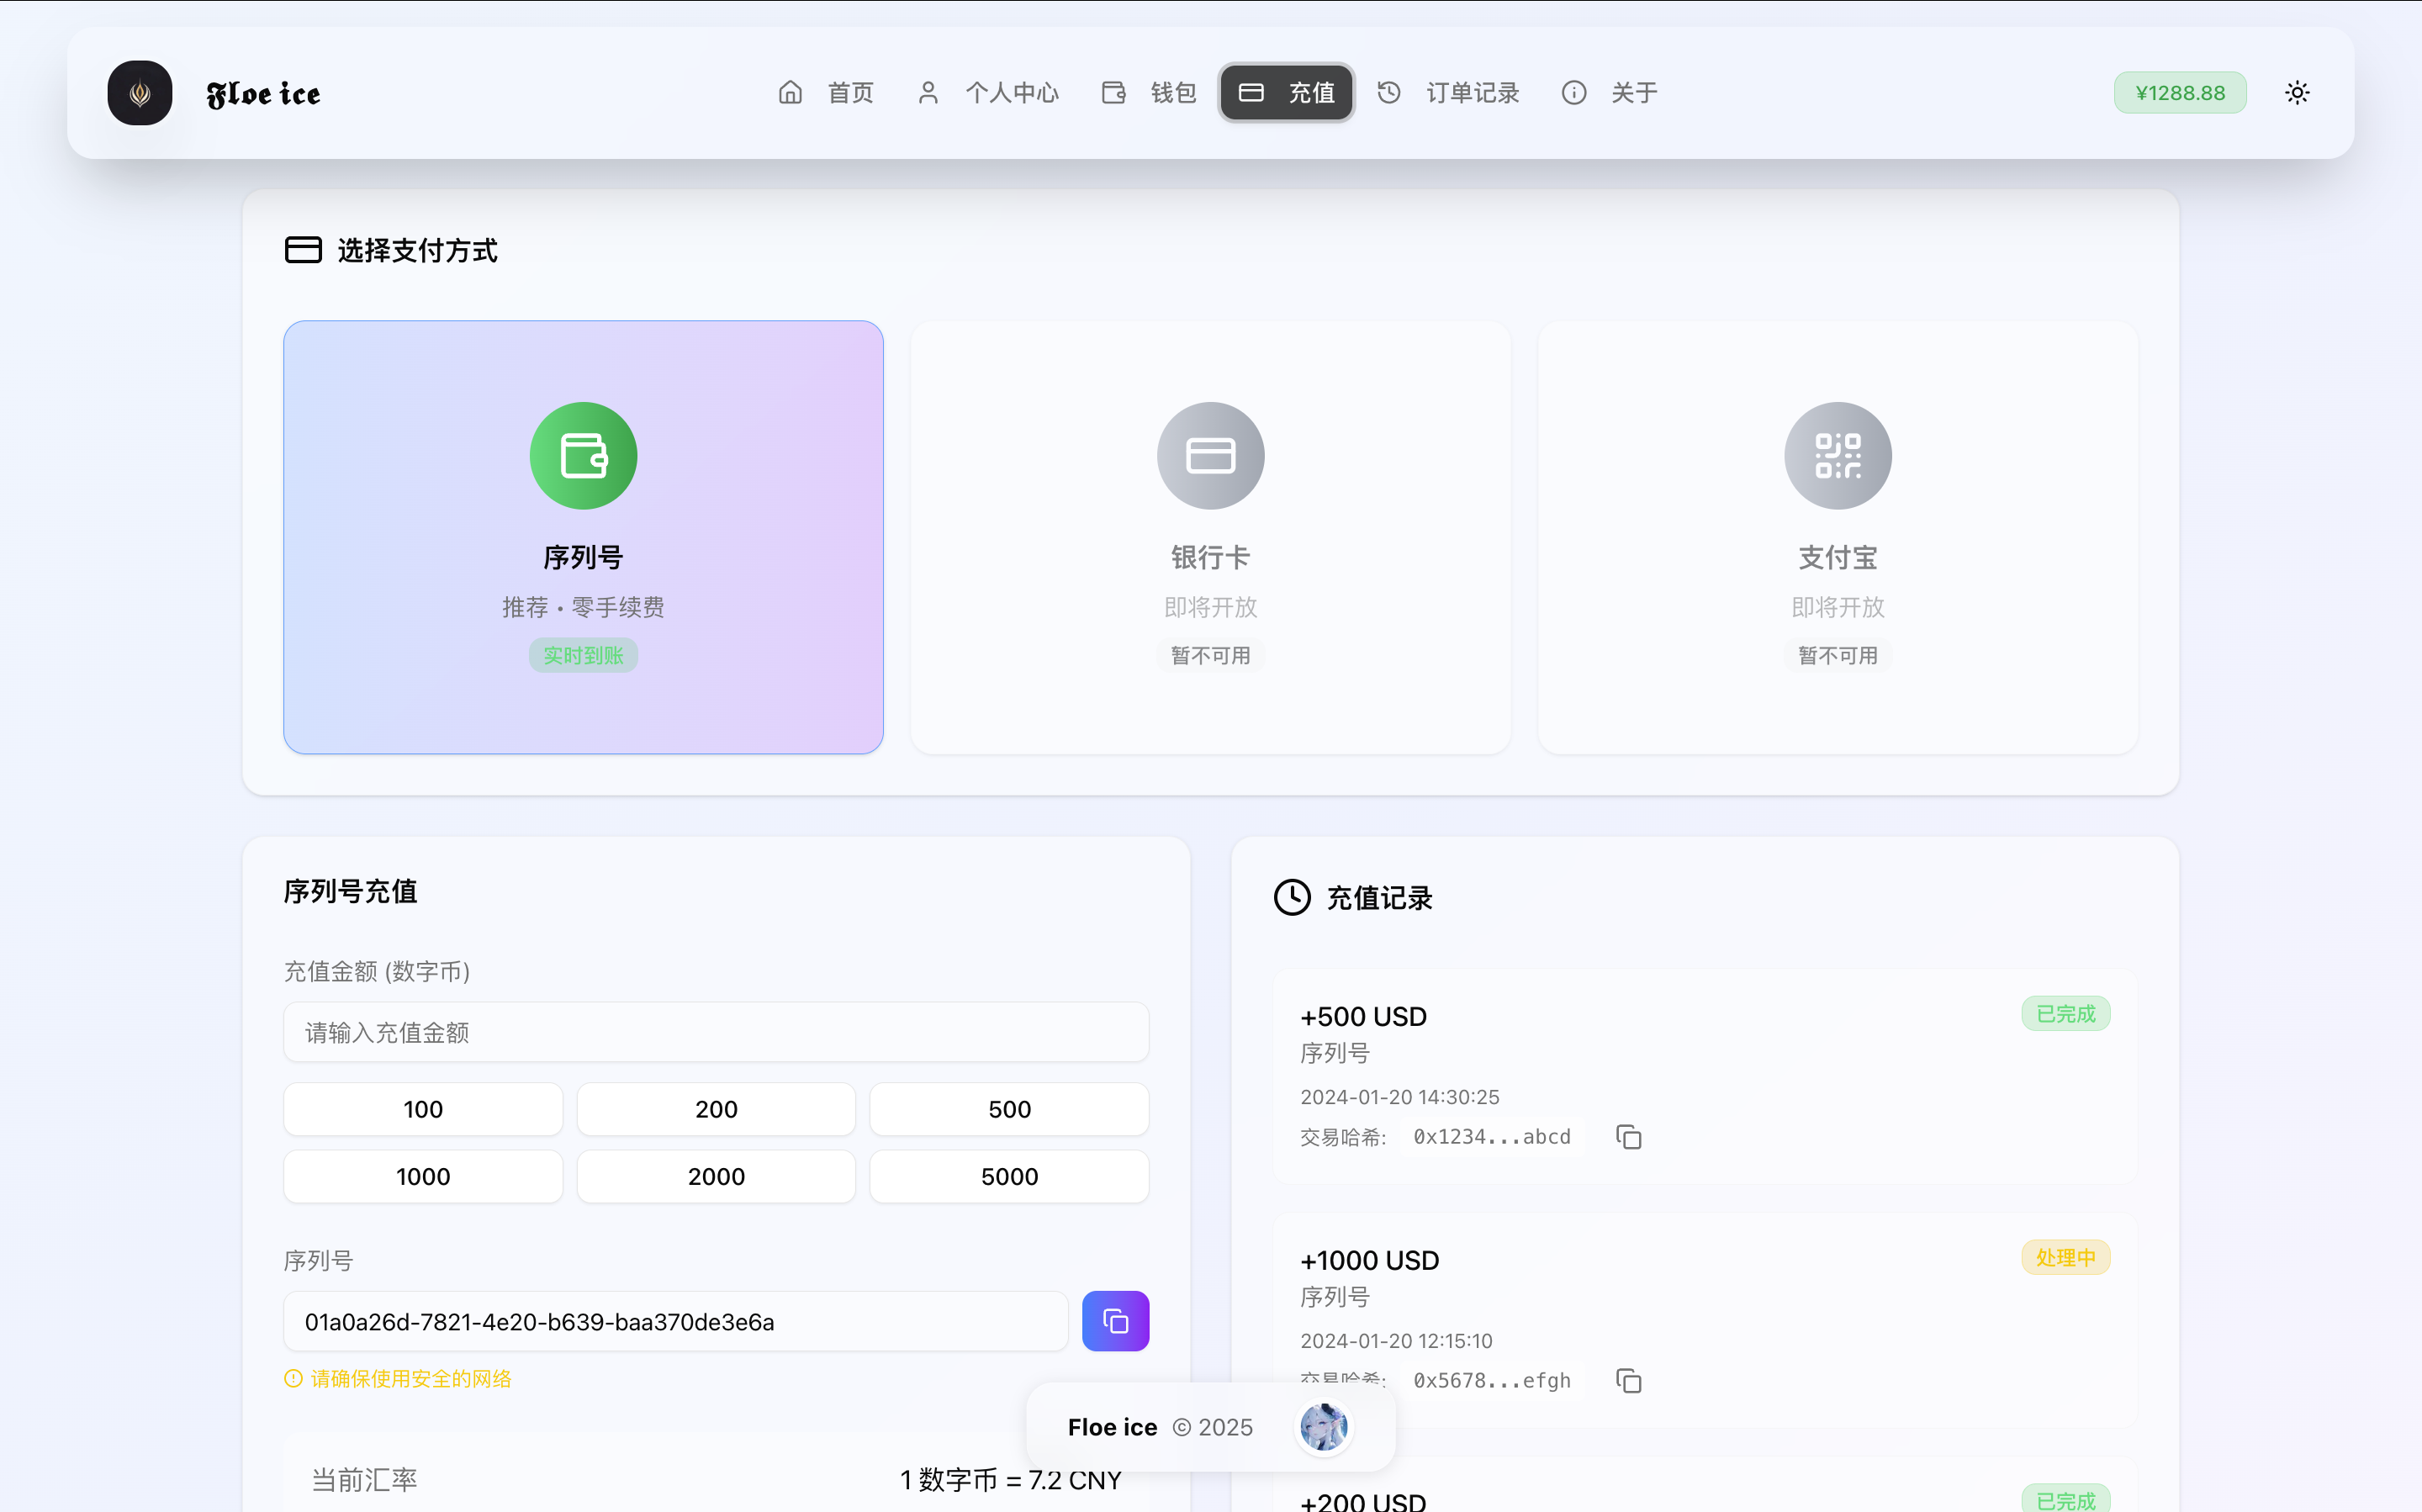 Floe ice
首页
个人中心
钱包
充值
订单记录
关于
¥1288.88
选择支付方式
序列号
推荐 • 零手续费
实时到账
银行卡
即将开放
暂不可用
支付宝
即将开放
暂不可用
序列号充值
充值金额 (数字币)
请输入充值金额
100
200
500
1000
2000
5000
序列号
01a0a26d-7821-4e20-b639-baa370de3e6a
请确保使用安全的网络
当前汇率
1 数字币 = 7.2 CNY
充值记录
+500 USD
已完成
序列号
2024-01-20 14:30:25
交易哈希: 0x1234...abcd
+1000 USD
处理中
序列号
2024-01-20 12:15:10
交易哈希: 0x5678...efgh
+200 USD
已完成
Floe ice © 2025